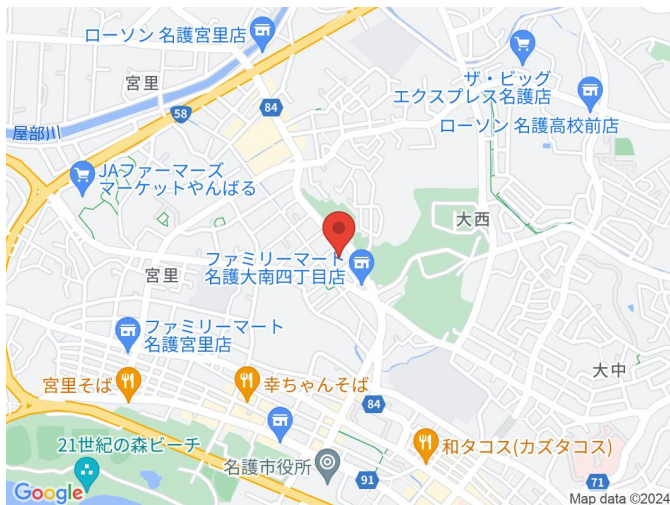 ローソン 名護宮里店
宮里
84
58
屋部川
ザ・ビッグ
エクスプレス名護店
ローソン 名護高校前店
JAファーマーズ
マーケットやんばる
大西
ファミリーマート
名護大南四丁目店
宮里
ファミリーマート
名護宮里店
大中
宮里そば
幸ちゃんそば
84
和タコス(カズタコス)
21世紀の森ビーチ
名護市役所
91
71
Google
Map data ©2024